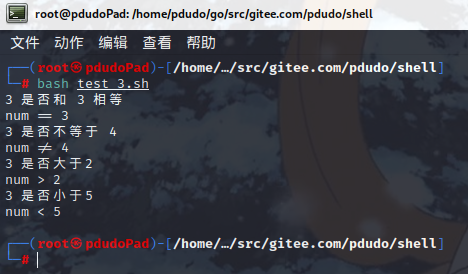 root@pdudoPad: /home/pdudo/go/src/gitee.com/pdudo/shell
文件 动作 编辑 查看 帮助
┌──(root㉿pdudoPad)-[/home/…/src/gitee.com/pdudo/shell]
└─# bash test_3.sh
3 是否和 3 相等
num == 3
3 是否不等于 4
num != 4
3 是否大于2
num > 2
3 是否小于5
num < 5
┌──(root㉿pdudoPad)-[/home/…/src/gitee.com/pdudo/shell]
└─#